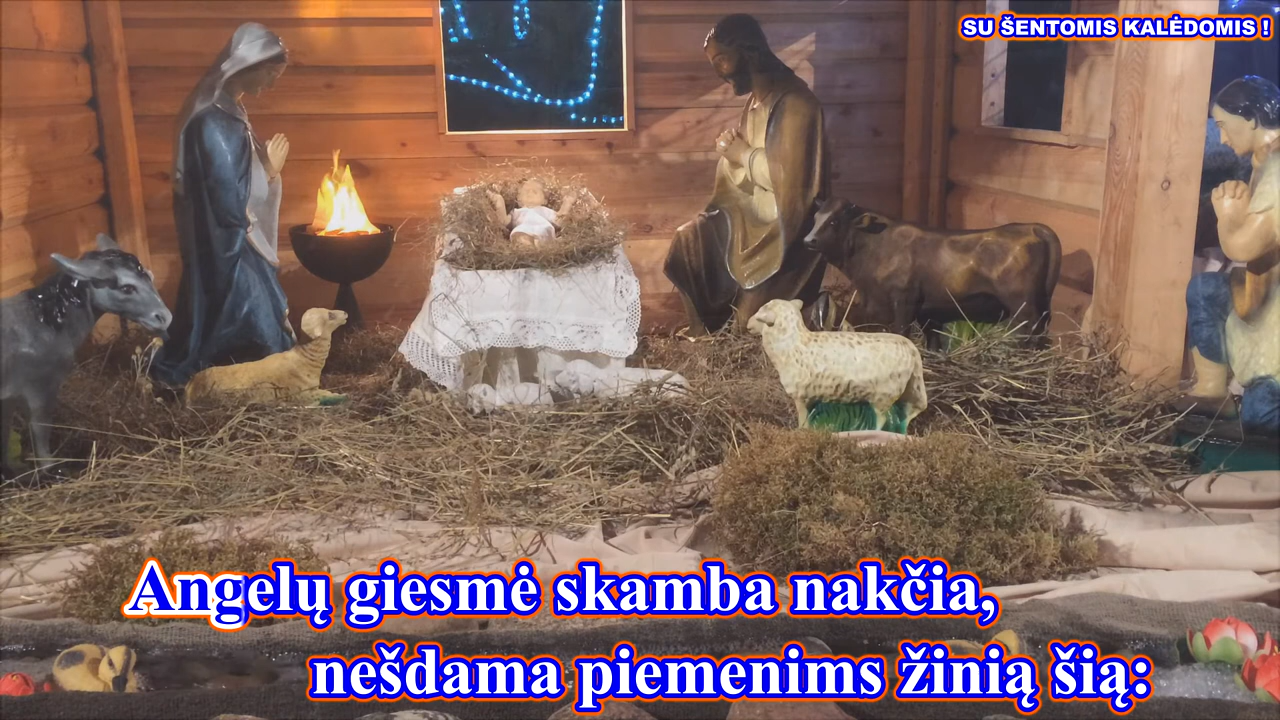 SU ŠENTOMIS KALĖDOMIS !
Angelų giesmė skamba nakčia,
nešdama piemenims žinią šią: